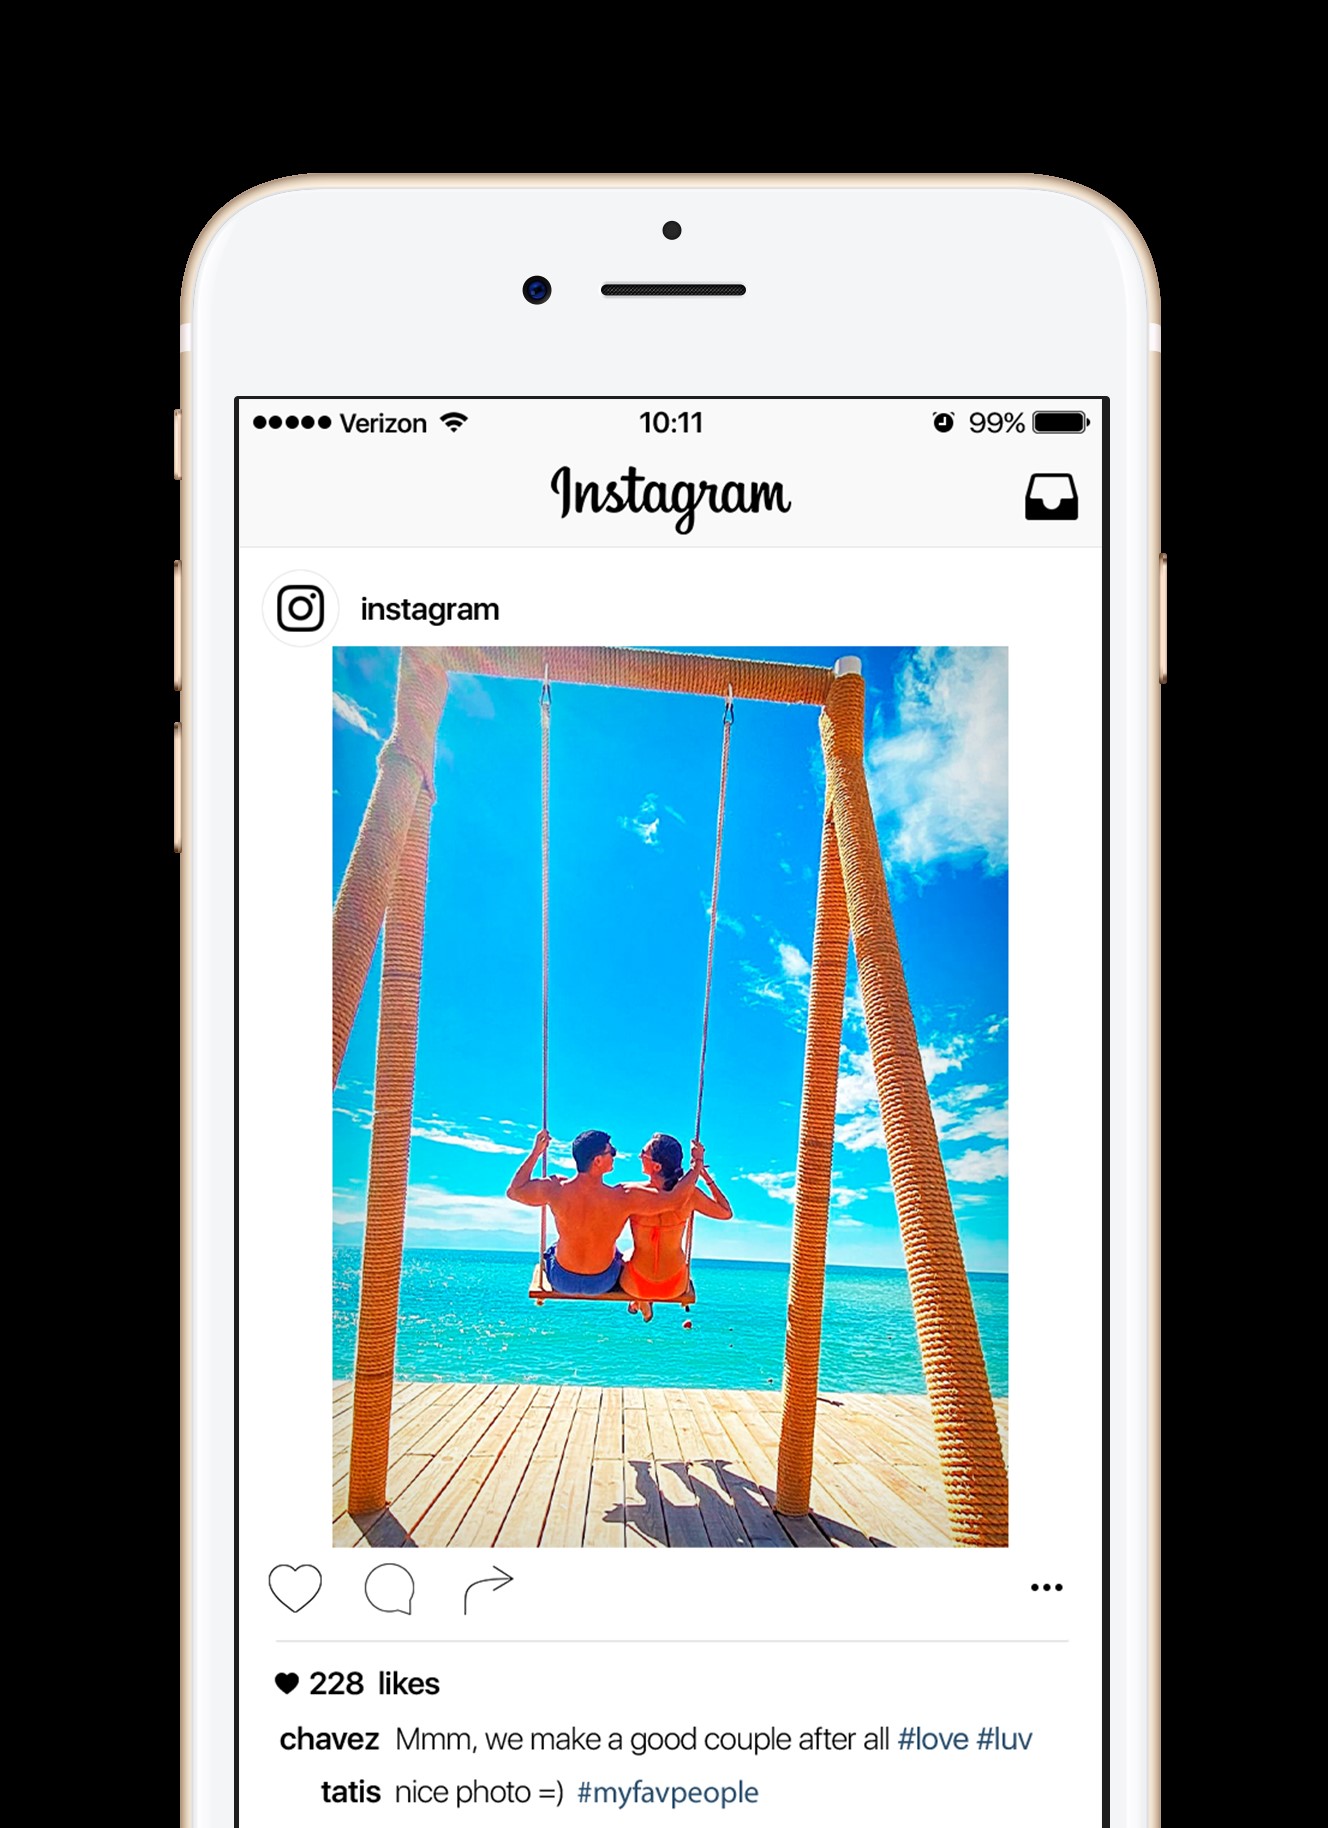 Verizon 10:11 99%
Instagram
instagram
228 likes
chavez Mmm, we make a good couple after all #love #luv
tatis nice photo =) #myfavpeople